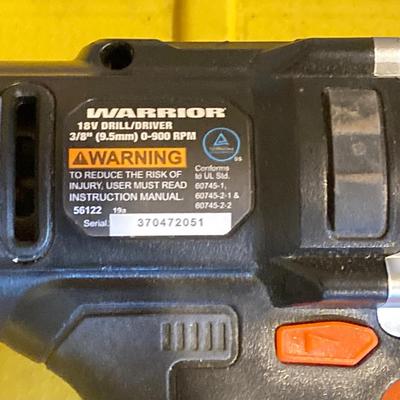 WARRIOR
18V DRILL/DRIVER
3/8" (9.5mm) 0-900 RPM
WARNING
TO REDUCE THE RISK OF
INJURY, USER MUST READ
INSTRUCTION MANUAL.
56122 19a
Serial: 370472051
us
Conforms
to UL Std.
60745-1,
60745-2-1 &
60745-2-2